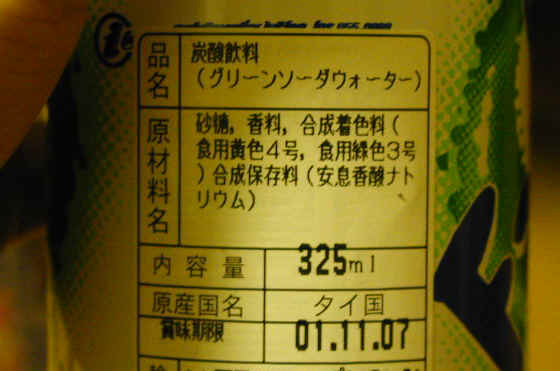 品名
炭酸飲料
(グリーンソーダウォーター)
原材料名
砂糖, 香料, 合成着色料(
食用黄色4号, 食用緑色3号
)合成保存料(安息香酸ナト
リウム)
内容量
325ml
原産国名
タイ国
賞味期限
01.11.07